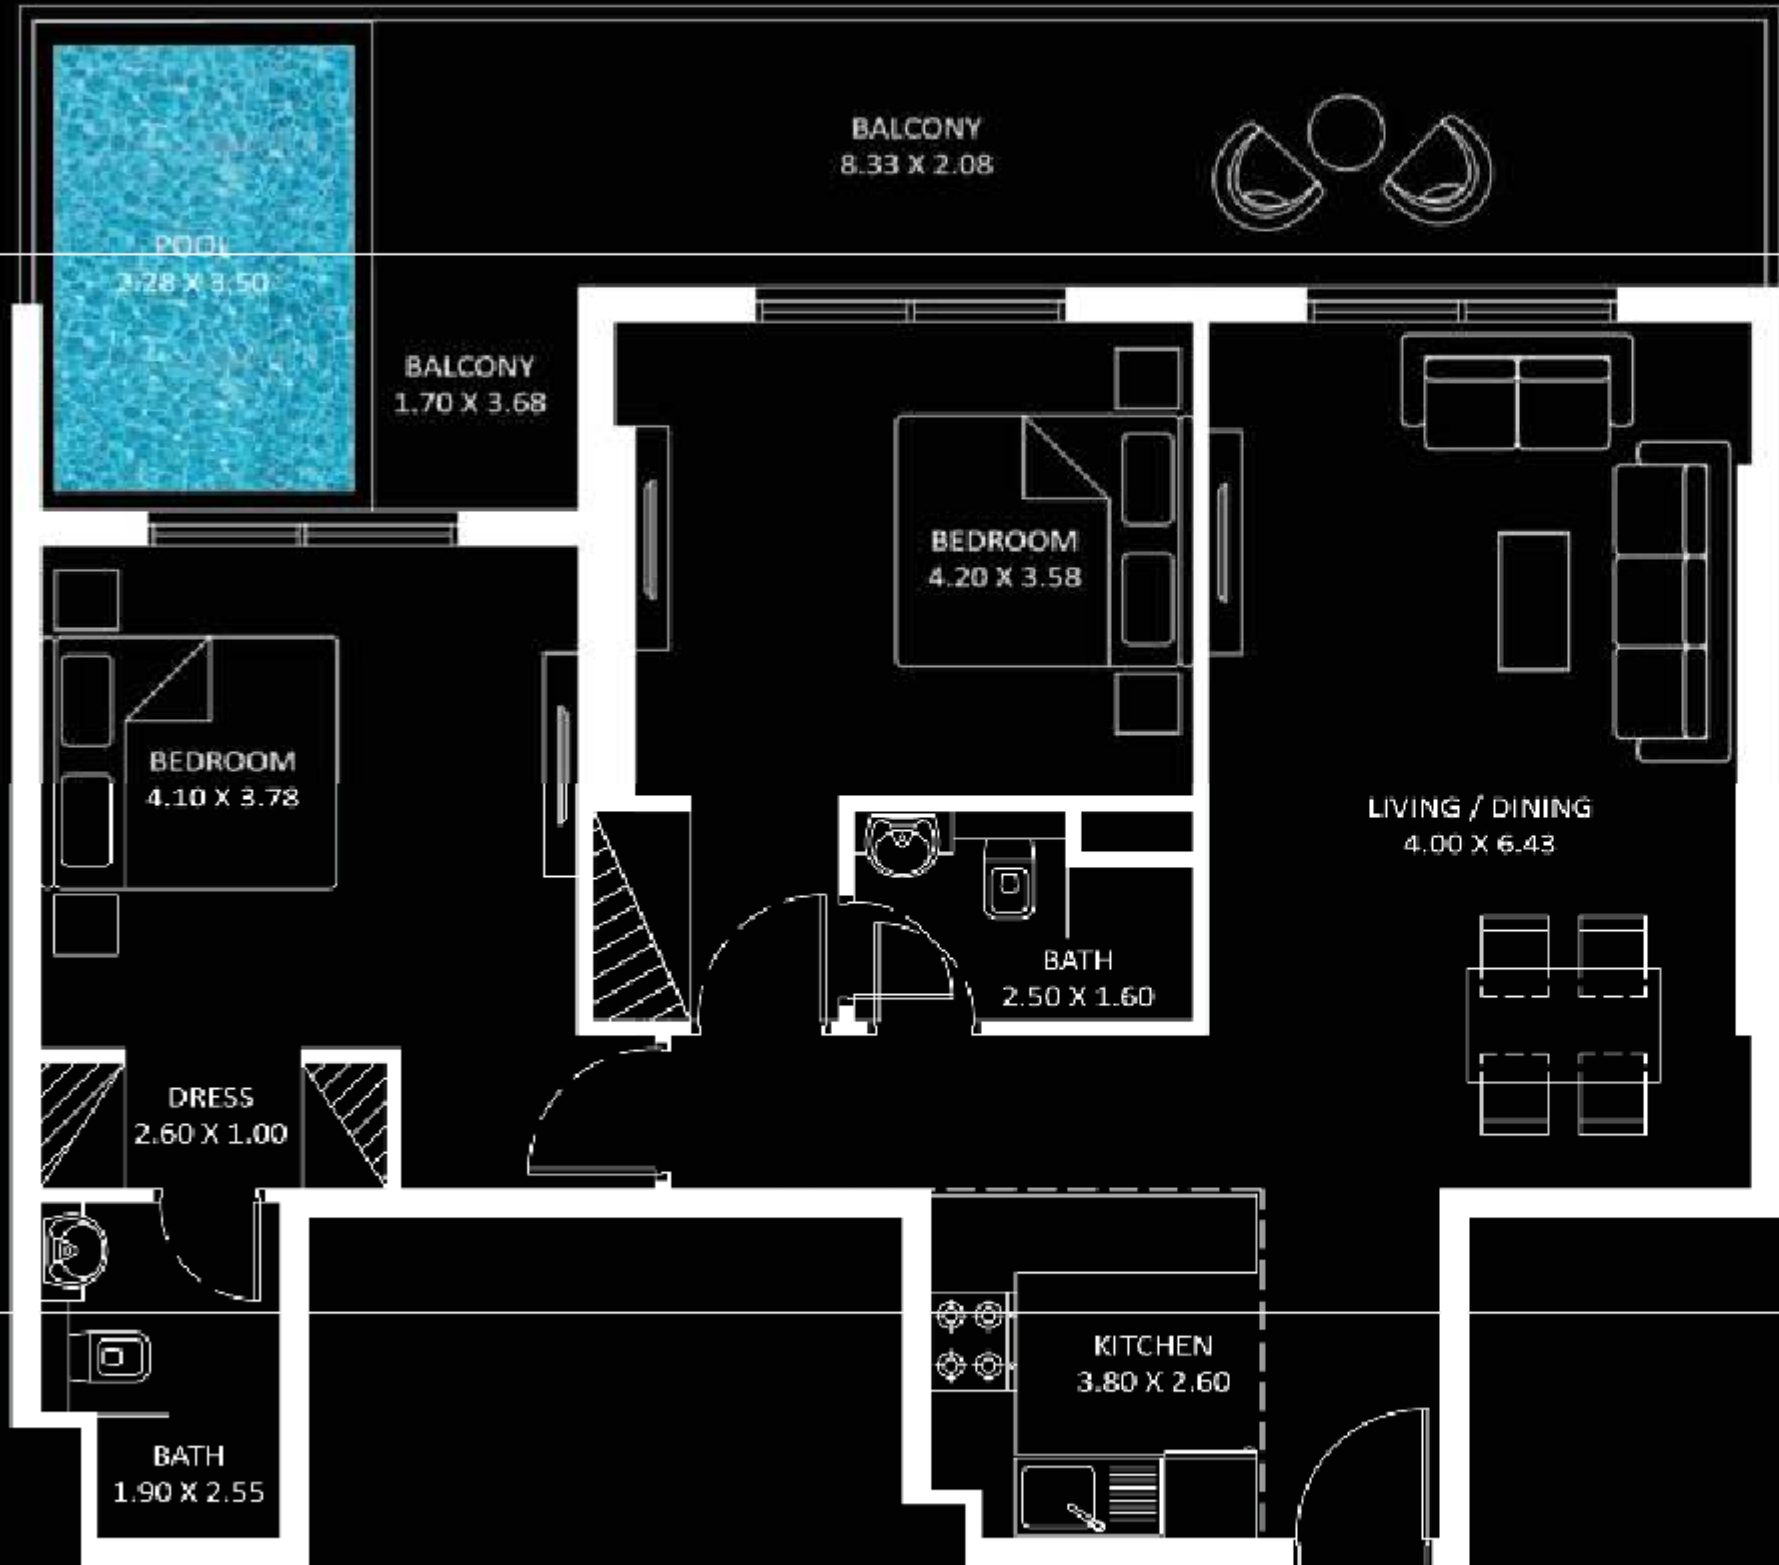 BALCONY
8.33 X 2.08
POOL
2.28 X 3.50
BALCONY
1.70 X 3.68
BEDROOM
4.20 X 3.58
BEDROOM
4.10 X 3.78
LIVING / DINING
4.00 X 6.43
BATH
2.50 X 1.60
DRESS
2.60 X 1.00
KITCHEN
3.80 X 2.60
BATH
1.90 X 2.55